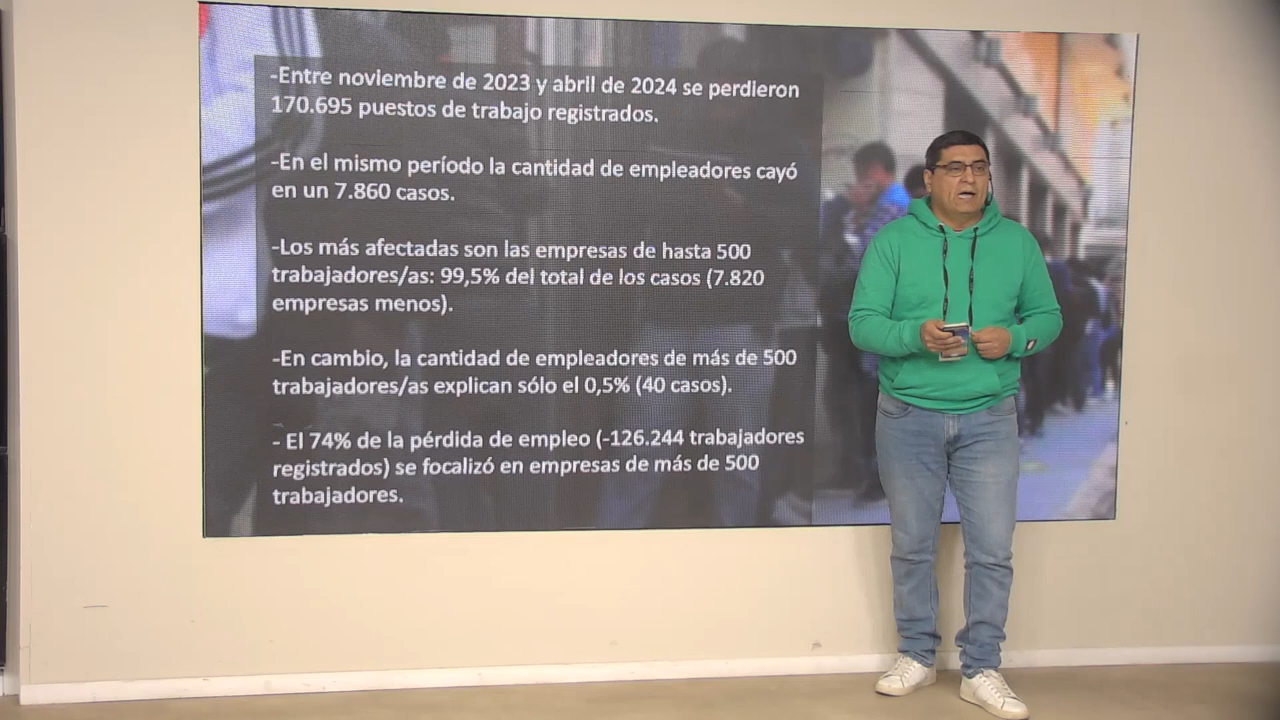 -Entre noviembre de 2023 y abril de 2024 se perdieron
170.695 puestos de trabajo registrados.
-En el mismo período la cantidad de empleadores cayó
en un 7.860 casos.
-Los más afectadas son las empresas de hasta 500
trabajadores/as: 99,5% del total de los casos (7.820
empresas menos).
-En cambio, la cantidad de empleadores de más de 500
trabajadores/as explican sólo el 0,5% (40 casos).
- El 74% de la pérdida de empleo (-126.244 trabajadores
registrados) se focalizó en empresas de más de 500
trabajadores.